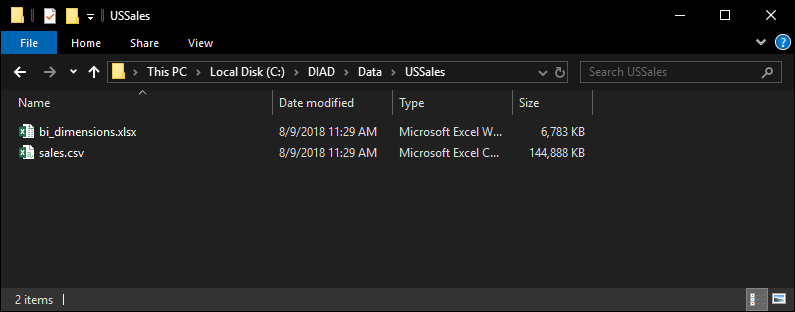 USSales
File Home Share View
This PC > Local Disk (C:) > DIAD > Data > USSales Search USSales
Name Date modified Type Size
bi_dimensions.xlsx 8/9/2018 11:29 AM Microsoft Excel W... 6,783 KB
sales.csv 8/9/2018 11:29 AM Microsoft Excel C... 144,888 KB
2 items